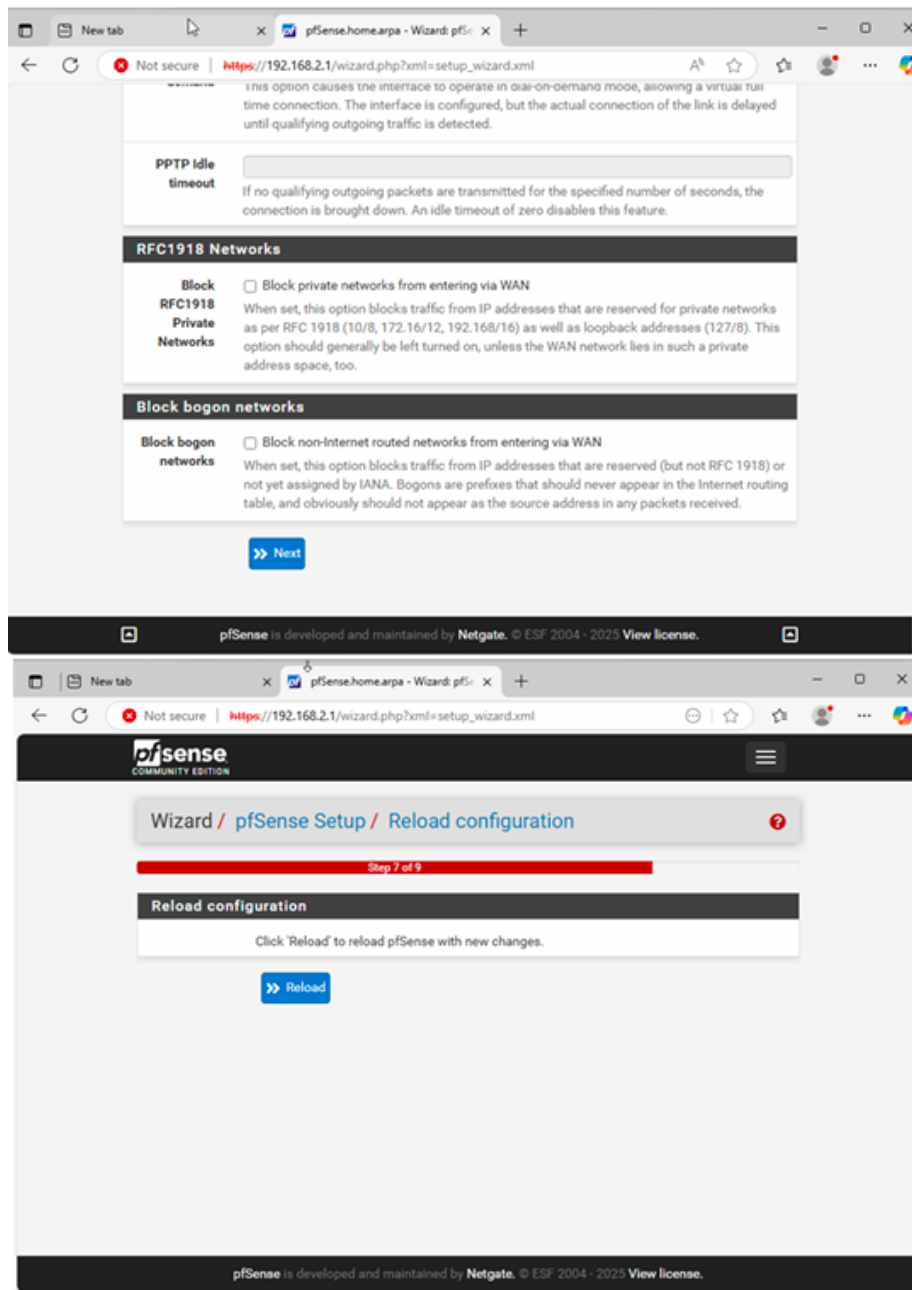 New tab
pfSense.home.arpa - Wizard: pfSe
Not secure | https://192.168.2.1/wizard.php?xml=setup_wizard.xml
demand
This option causes the interface to operate in dial-on-demand mode, allowing a virtual full
time connection. The interface is configured, but the actual connection of the link is delayed
until qualifying outgoing traffic is detected.
PPTP Idle
timeout
If no qualifying outgoing packets are transmitted for the specified number of seconds, the
connection is brought down. An idle timeout of zero disables this feature.
RFC1918 Networks
Block
RFC1918
Private
Networks
Block private networks from entering via WAN
When set, this option blocks traffic from IP addresses that are reserved for private networks
as per RFC 1918 (10/8, 172.16/12, 192.168/16) as well as loopback addresses (127/8). This
option should generally be left turned on, unless the WAN network lies in such a private
address space, too.
Block bogon networks
Block bogon
networks
Block non-Internet routed networks from entering via WAN
When set, this option blocks traffic from IP addresses that are reserved (but not RFC 1918) or
not yet assigned by IANA. Bogons are prefixes that should never appear in the Internet routing
table, and obviously should not appear as the source address in any packets received.
Next
pfSense is developed and maintained by Netgate. © ESF 2004 - 2025 View license.
New tab
pfSense.home.arpa - Wizard: pfSe
Not secure | https://192.168.2.1/wizard.php?xml=setup_wizard.xml
pfsense
COMMUNITY EDITION
Wizard / pfSense Setup / Reload configuration
Step 7 of 9
Reload configuration
Click 'Reload' to reload pfSense with new changes.
Reload
pfSense is developed and maintained by Netgate. © ESF 2004 - 2025 View license.